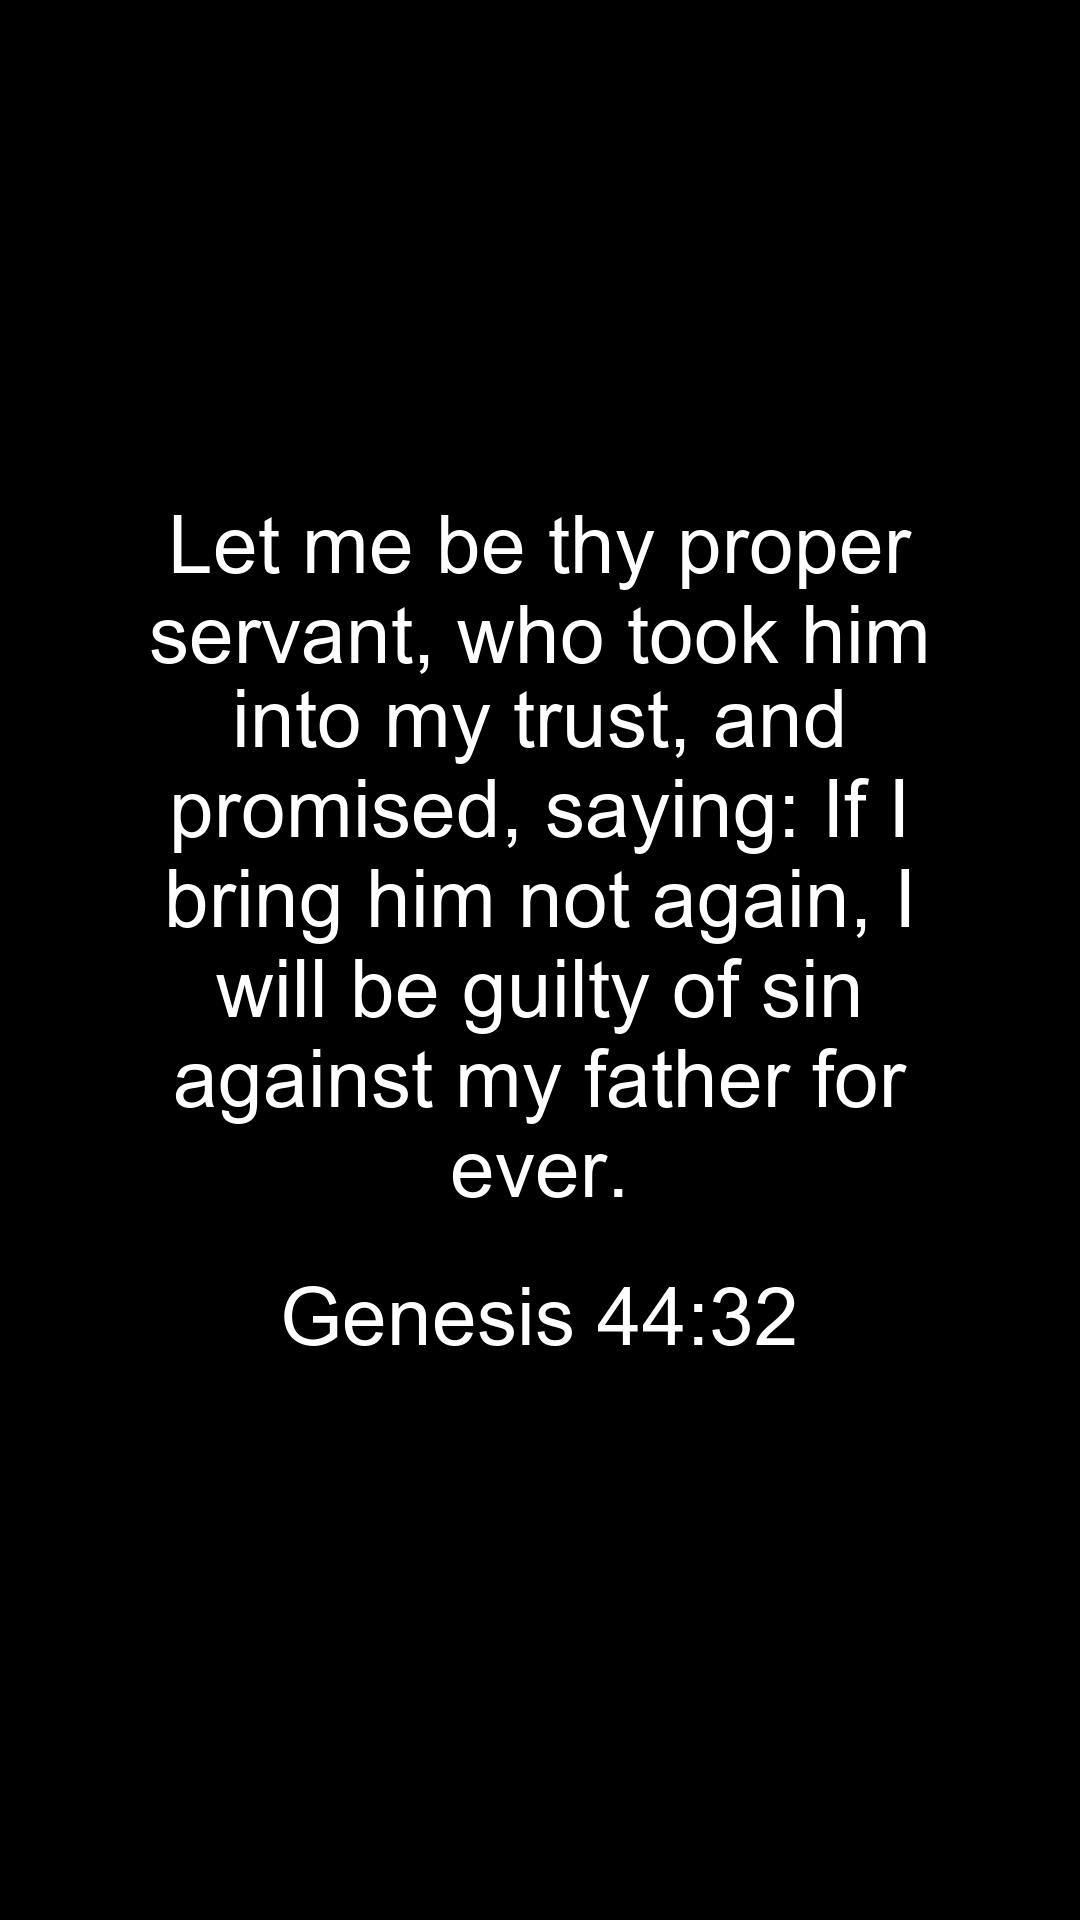 Let me be thy proper
servant, who took him
into my trust, and
promised, saying: If I
bring him not again, I
will be guilty of sin
against my father for
ever.
Genesis 44:32